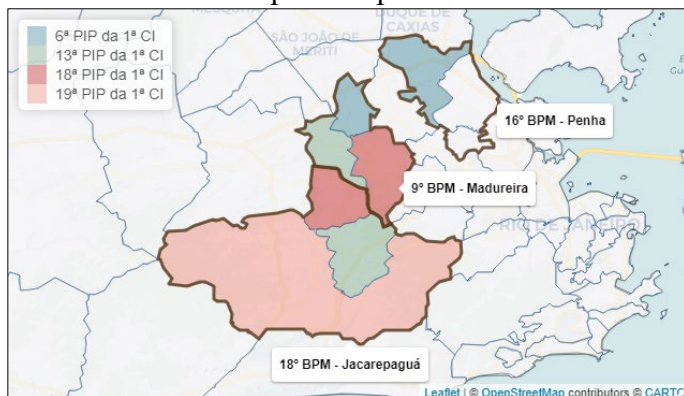 MESQUITA
DUQUE DE
CAXIAS
SÃO JOÃO DE
MERITI
6ª PIP da 1ª CI
13ª PIP da 1ª CI
18ª PIP da 1ª CI
19ª PIP da 1ª CI
16º BPM - Penha
9º BPM - Madureira
RIO DE JANEIRO
18º BPM - Jacarepaguá
Leaflet | © OpenStreetMap contributors © CARTO